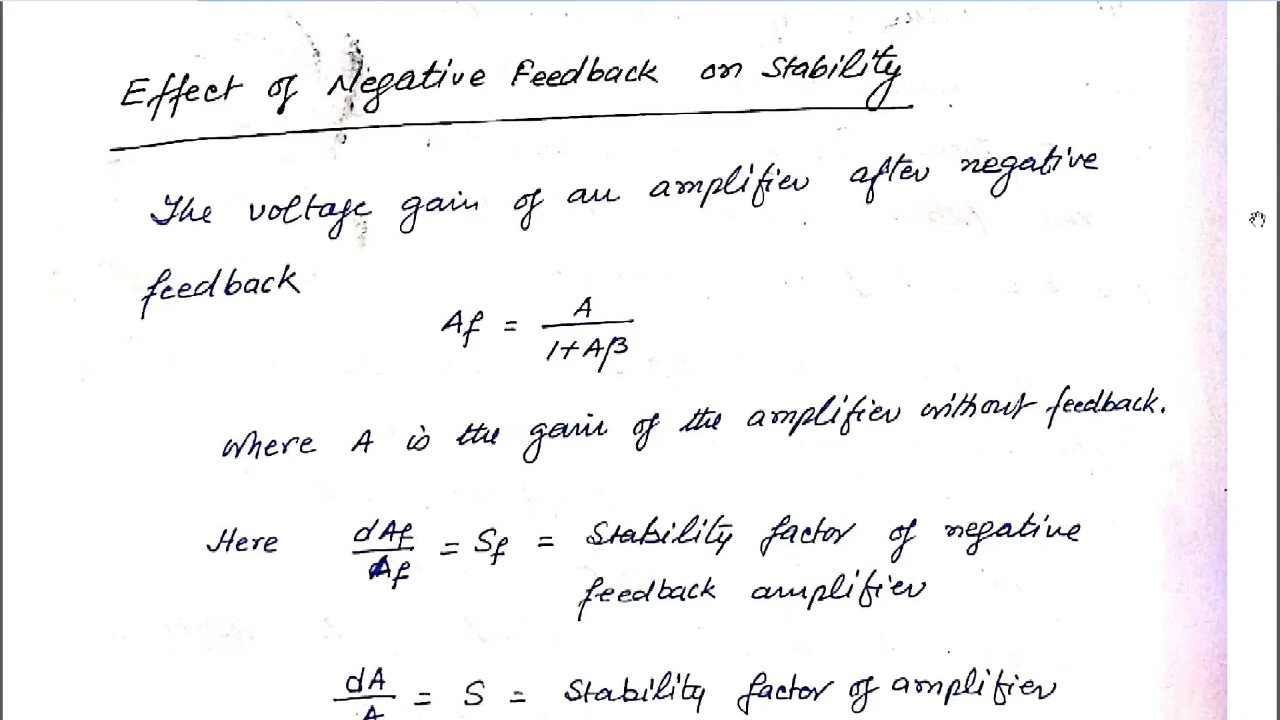 Effect of Negative Feedback on Stability
The voltage gain of an amplifier after negative
feedback
Af = A / 1+Aβ
where A is the gain of the amplifier without feedback.
Here dAf / Af = Sf = Stability factor of negative
feedback amplifier
dA / A = S = Stability factor of amplifier